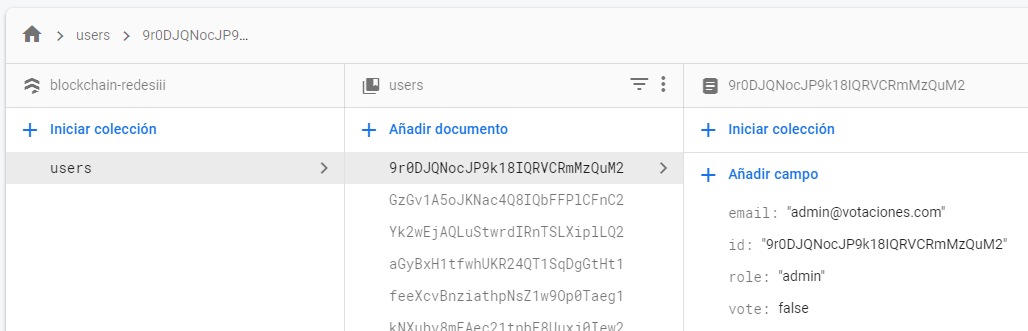 users
9r0DJQNocJP9...
blockchain-redesiii
users
9r0DJQNocJP9k18IQRVCRmMzQuM2
Iniciar colección
Añadir documento
Iniciar colección
users
9r0DJQNocJP9k18IQRVCRmMzQuM2
Añadir campo
GzGv1A5oJKNac4Q8IQbFFPlCFnC2
email: "admin@votaciones.com"
Yk2wEjAQLuStwrdIRnTSLXiplLQ2
id: "9r0DJQNocJP9k18IQRVCRmMzQuM2"
aGyBxH1tfwhUKR24QT1SqDgGtHt1
role: "admin"
feeXcvBnziathpNsZ1w9Op0Taeg1
vote: false